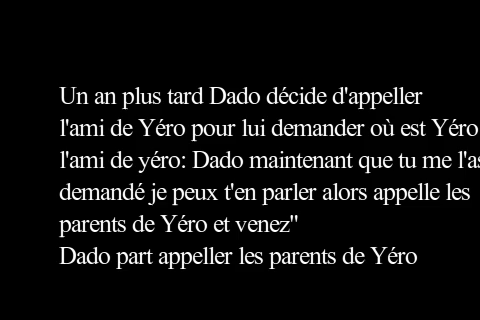 Un an plus tard Dado décide d'appeller
l'ami de Yéro pour lui demander où est Yéro
l'ami de yéro: Dado maintenant que tu me
demandé je peux t'en parler alors appelle les
parents de Yéro et venez"
Dado part appeller les parents de Yéro